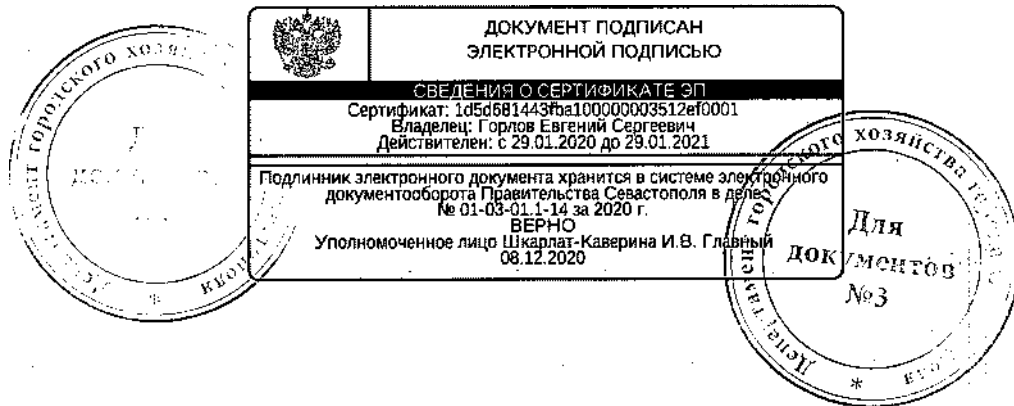 ДОКУМЕНТ ПОДПИСАН
ЭЛЕКТРОННОЙ ПОДПИСЬЮ
СВЕДЕНИЯ О СЕРТИФИКАТЕ ЭП
Сертификат: 1d5d681443fba100000003512ef0001
Владелец: Горлов Евгений Сергеевич
Действителен: с 29.01.2020 до 29.01.2021
Подлинник электронного документа хранится в системе электронного
документооборота Правительства Севастополя в деле
№ 01-03-01.1-14 за 2020 г.
ВЕРНО
Уполномоченное лицо Шкарлат-Каверина И.В. Главный
08.12.2020
городского
городского хозяйства
Для
документов
№3